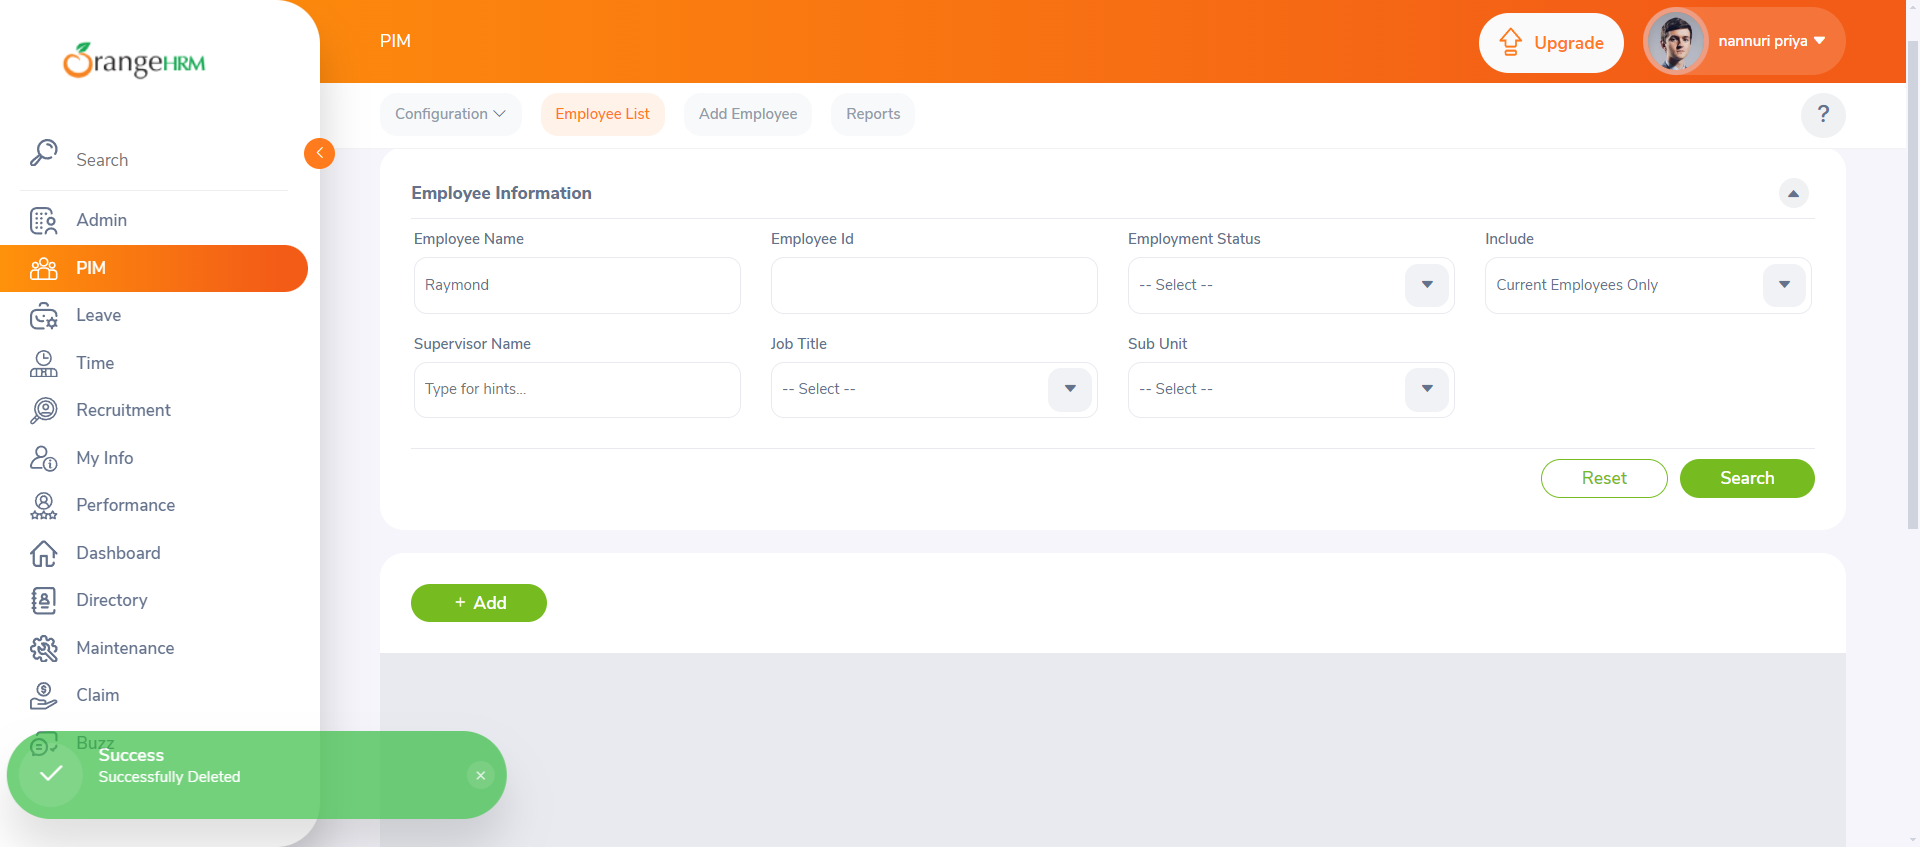 OrangeHRM
PIM
Upgrade
nannuri priya
Configuration
Employee List
Add Employee
Reports
?
Search
Admin
PIM
Leave
Time
Recruitment
My Info
Performance
Dashboard
Directory
Maintenance
Claim
Buzz
Employee Information
Employee Name
Employee Id
Employment Status
Include
Raymond
-- Select --
Current Employees Only
Supervisor Name
Job Title
Sub Unit
Type for hints...
-- Select --
-- Select --
Reset
Search
+ Add
Success
Successfully Deleted